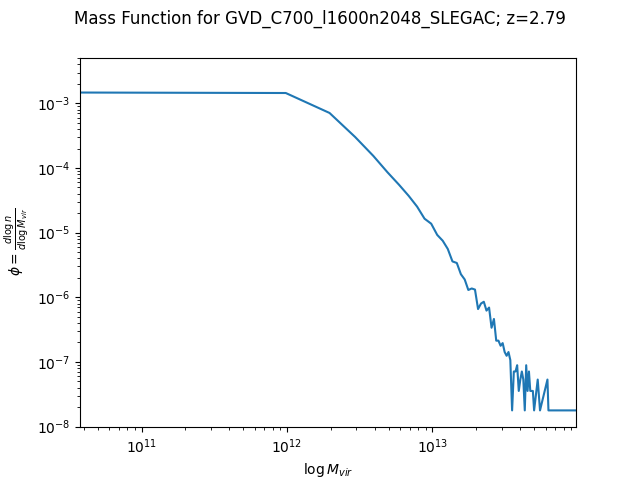 Mass Function for GVD_C700_l1600n2048_SLEGAC; z=2.79
10⁻³
10⁻⁴
10⁻⁵
10⁻⁶
10⁻⁷
10⁻⁸
ϕ = d log n / d log M_vir
10¹¹ 10¹² 10¹³
log M_vir